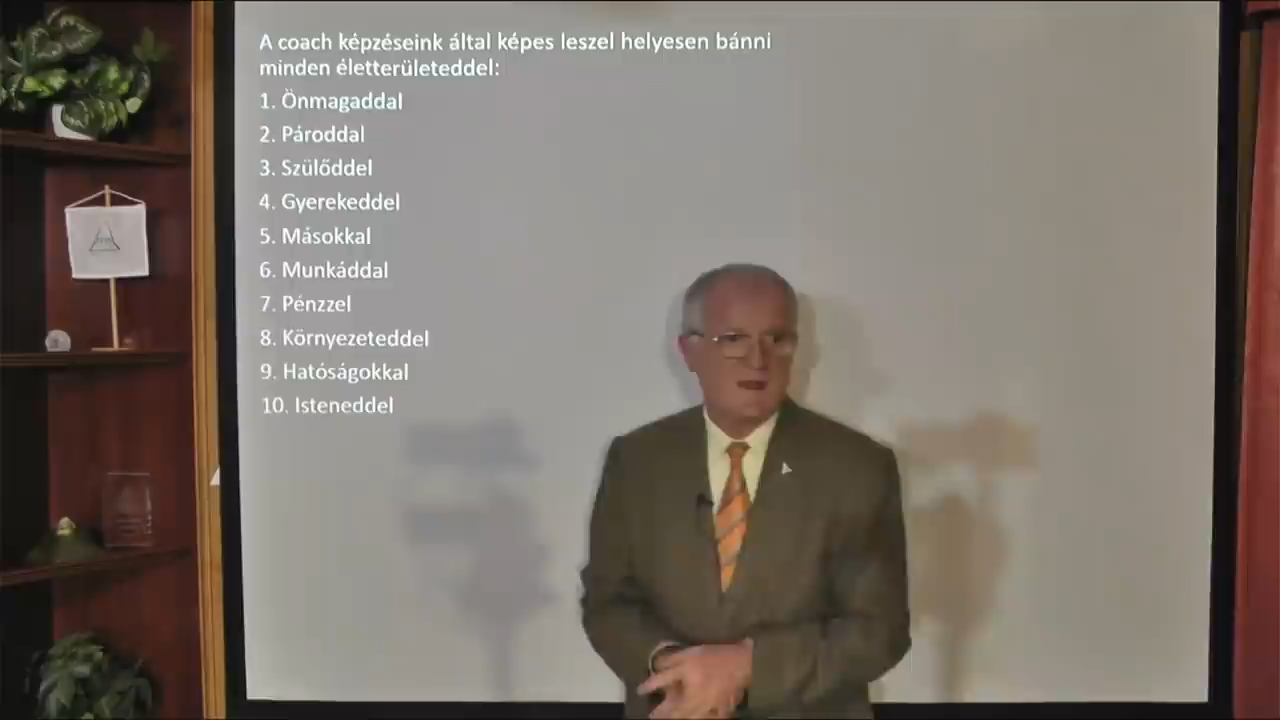 A coach képzéseink által képes leszel helyesen bánni
minden életterületeddel:
1. Önmagaddal
2. Pároddal
3. Szülőddel
4. Gyerekeddel
5. Másokkal
6. Munkáddal
7. Pénzzel
8. Környezeteddel
9. Hatóságokkal
10. Isteneddel